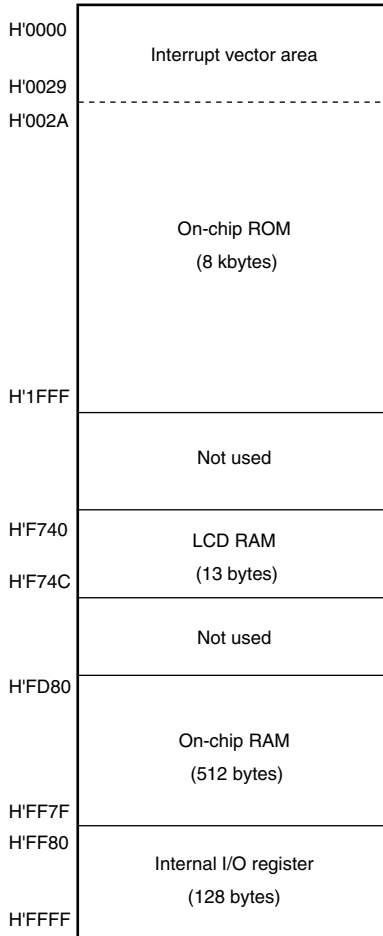 H'0000
Interrupt vector area
H'0029
H'002A
On-chip ROM
(8 kbytes)
H'1FFF
Not used
H'F740
LCD RAM
(13 bytes)
H'F74C
Not used
H'FD80
On-chip RAM
(512 bytes)
H'FF7F
H'FF80
Internal I/O register
(128 bytes)
H'FFFF